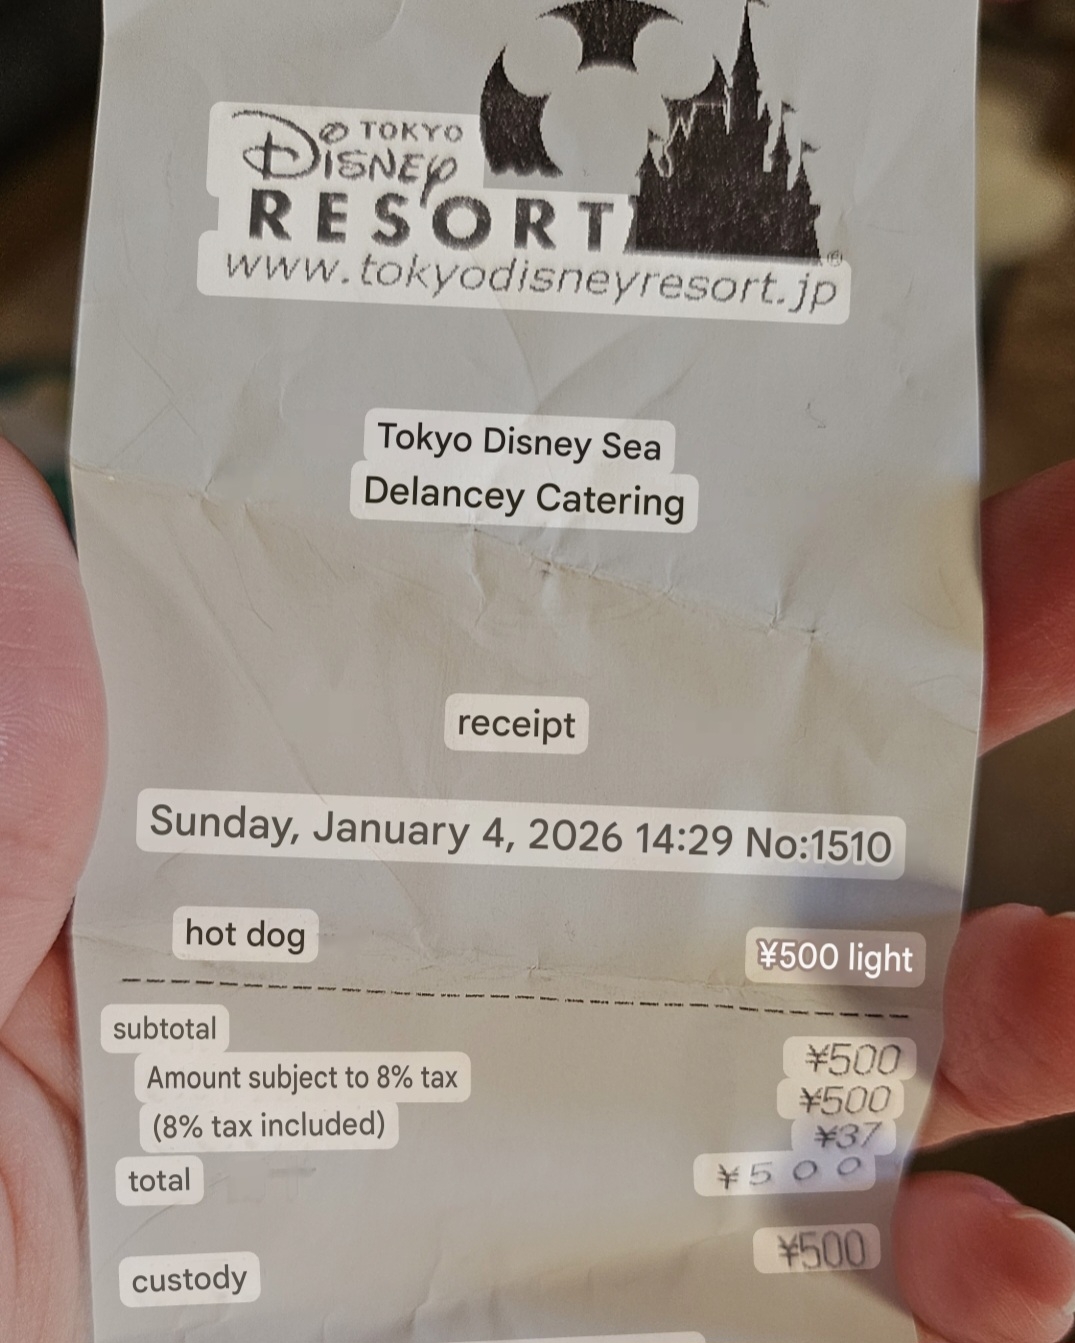 TOKYO
Disney
RESORT
www.tokyodisneyresort.jp
Tokyo Disney Sea
Delancey Catering
receipt
Sunday, January 4, 2026 14:29 No:1510
hot dog ¥500 light
subtotal ¥500
Amount subject to 8% tax ¥500
(8% tax included) ¥37
total ¥500
custody ¥500